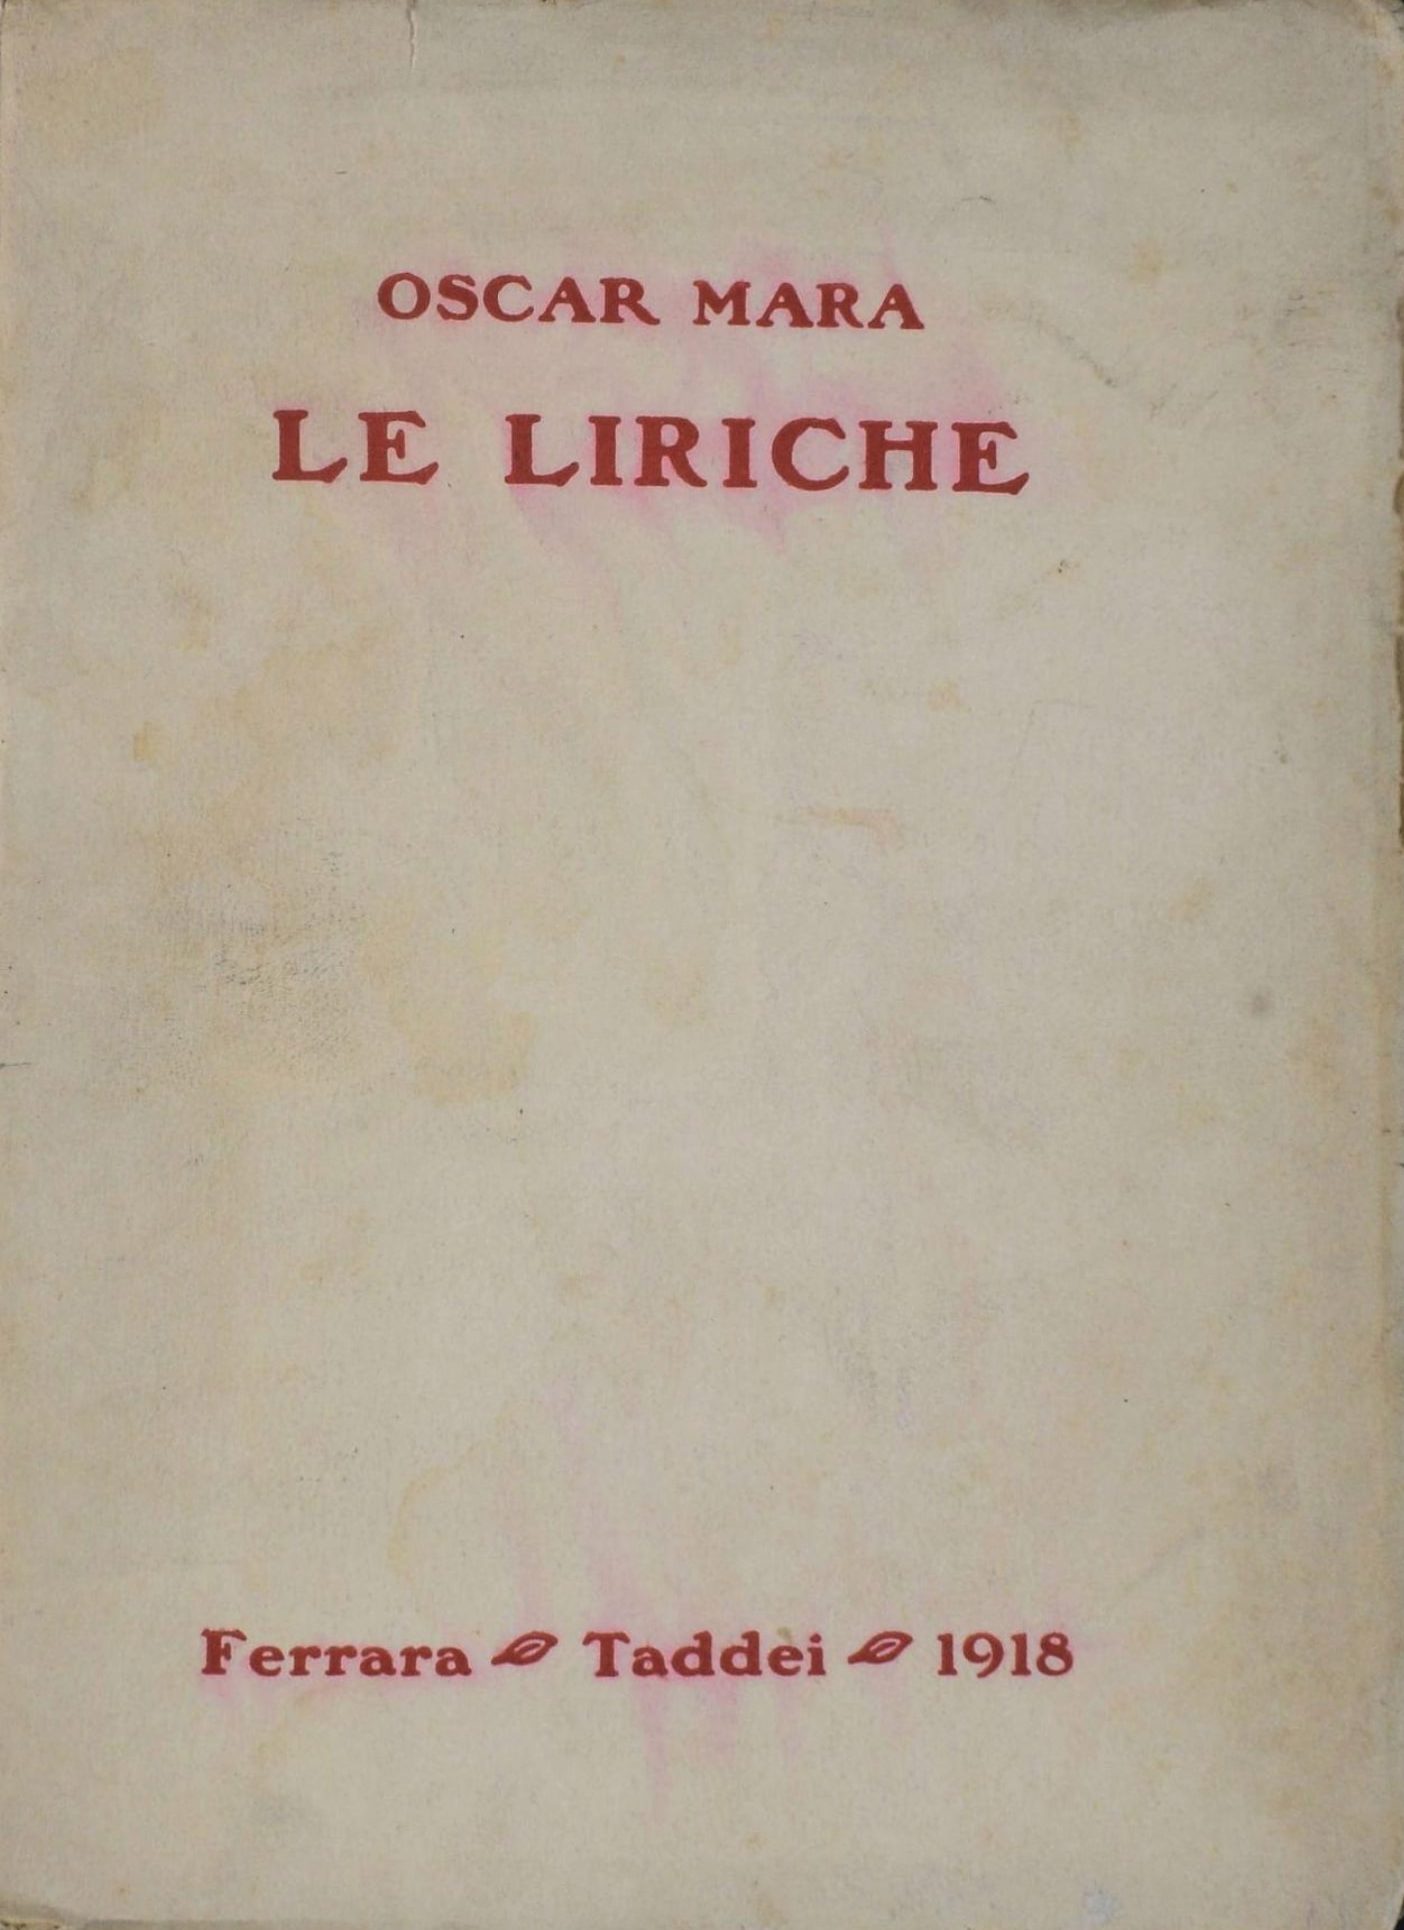 OSCAR MARA
LE LIRICHE
Ferrara Taddei 1918